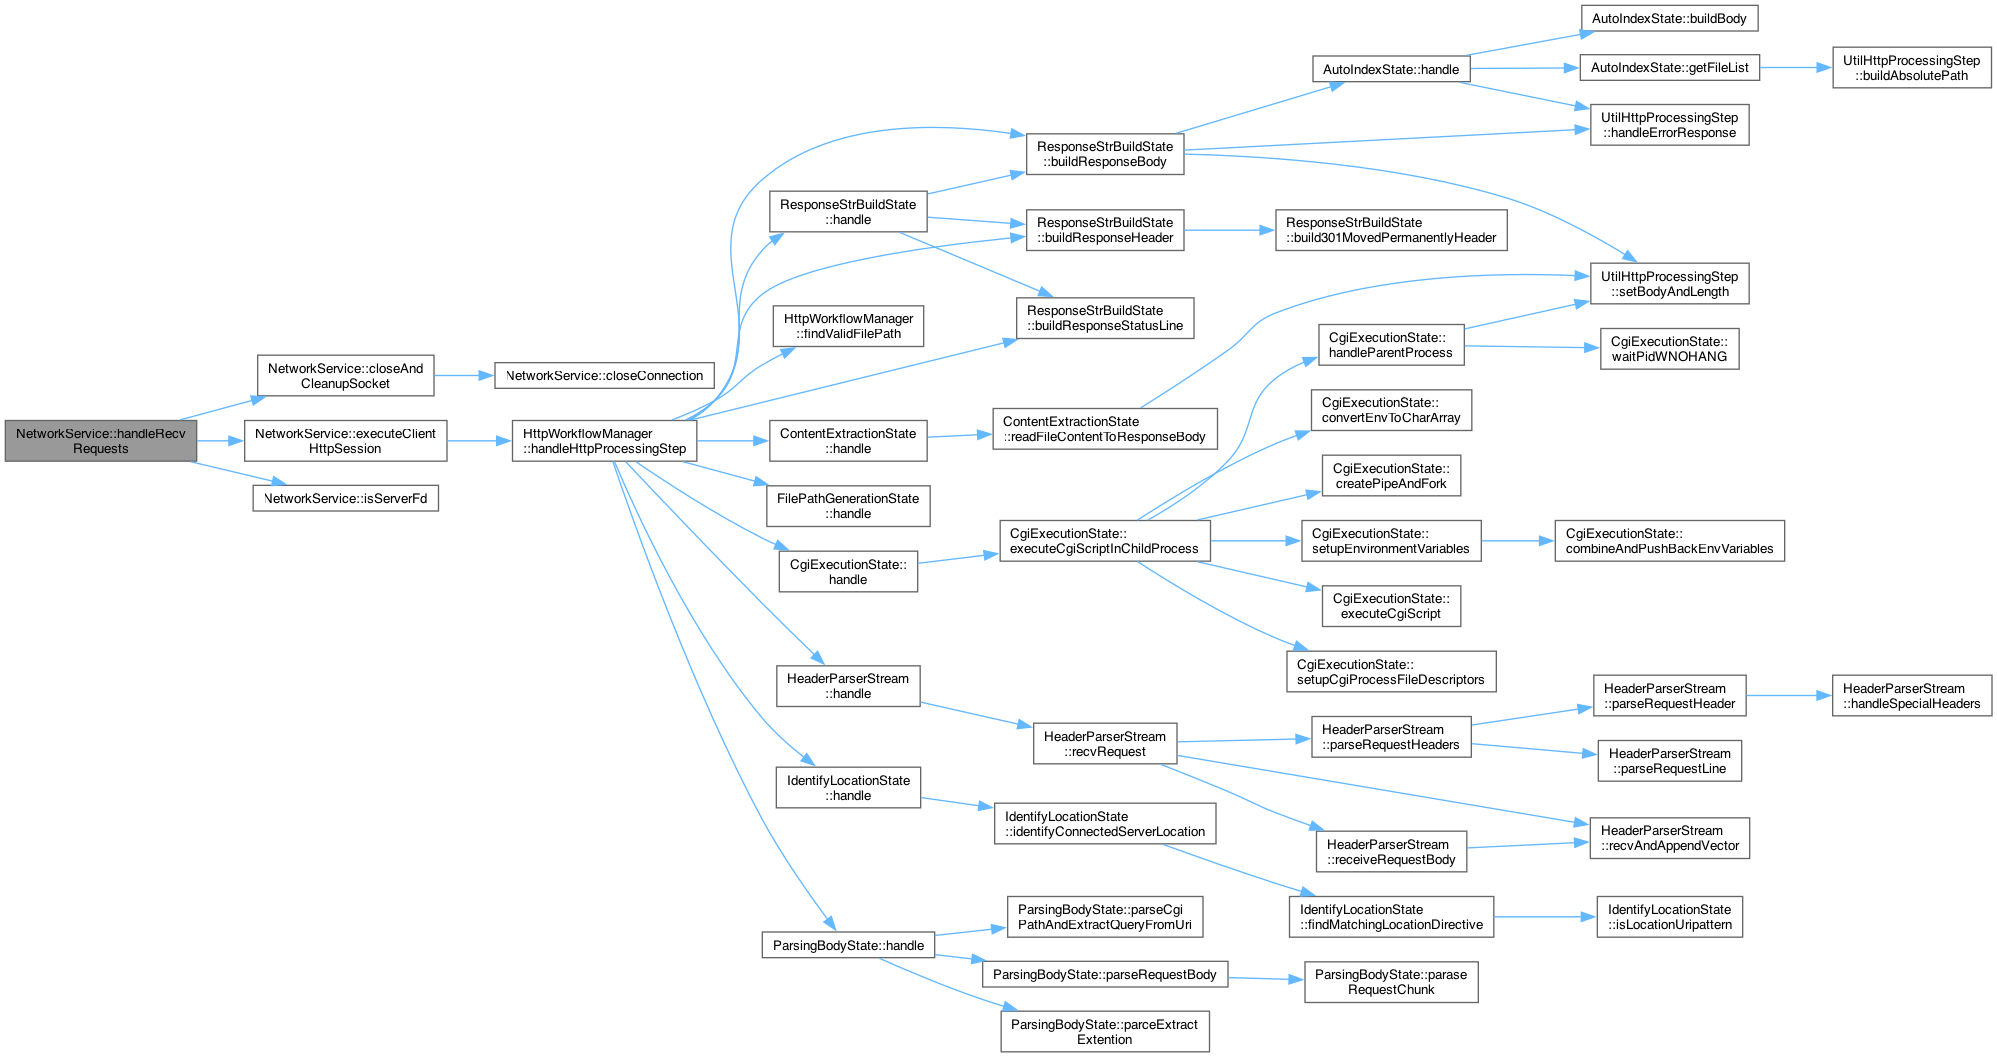 NetworkService::handleRecv
Requests
NetworkService::closeAnd
CleanupSocket
NetworkService::closeConnection
NetworkService::executeClient
HttpSession
NetworkService::isServerFd
HttpWorkflowManager
::handleHttpProcessingStep
ResponseStrBuildState
::handle
HttpWorkflowManager
::findValidFilePath
ContentExtractionState
::handle
FilePathGenerationState
::handle
CgiExecutionState::
handle
HeaderParserStream
::handle
IdentifyLocationState
::handle
ParsingBodyState::handle
ResponseStrBuildState
::buildResponseBody
ResponseStrBuildState
::buildResponseHeader
ResponseStrBuildState
::buildResponseStatusLine
ContentExtractionState
::readFileContentToResponseBody
CgiExecutionState::
executeCgiScriptInChildProcess
HeaderParserStream
::recvRequest
IdentifyLocationState
::identifyConnectedServerLocation
ParsingBodyState::parseCgi
PathAndExtractQueryFromUri
ParsingBodyState::parseRequestBody
ParsingBodyState::parceExtract
Extention
AutoIndexState::handle
ResponseStrBuildState
::build301MovedPermanentlyHeader
CgiExecutionState::
handleParentProcess
CgiExecutionState::
convertEnvToCharArray
CgiExecutionState::
createPipeAndFork
CgiExecutionState::
setupEnvironmentVariables
CgiExecutionState::
executeCgiScript
CgiExecutionState::
setupCgiProcessFileDescriptors
HeaderParserStream
::parseRequestHeaders
HeaderParserStream
::receiveRequestBody
IdentifyLocationState
::findMatchingLocationDirective
ParsingBodyState::parase
RequestChunk
AutoIndexState::buildBody
AutoIndexState::getFileList
UtilHttpProcessingStep
::handleErrorResponse
UtilHttpProcessingStep
::setBodyAndLength
CgiExecutionState::
waitPidWNOHANG
CgiExecutionState::
combineAndPushBackEnvVariables
HeaderParserStream
::parseRequestHeader
HeaderParserStream
::parseRequestLine
HeaderParserStream
::recvAndAppendVector
IdentifyLocationState
::isLocationUripattern
UtilHttpProcessingStep
::buildAbsolutePath
HeaderParserStream
::handleSpecialHeaders